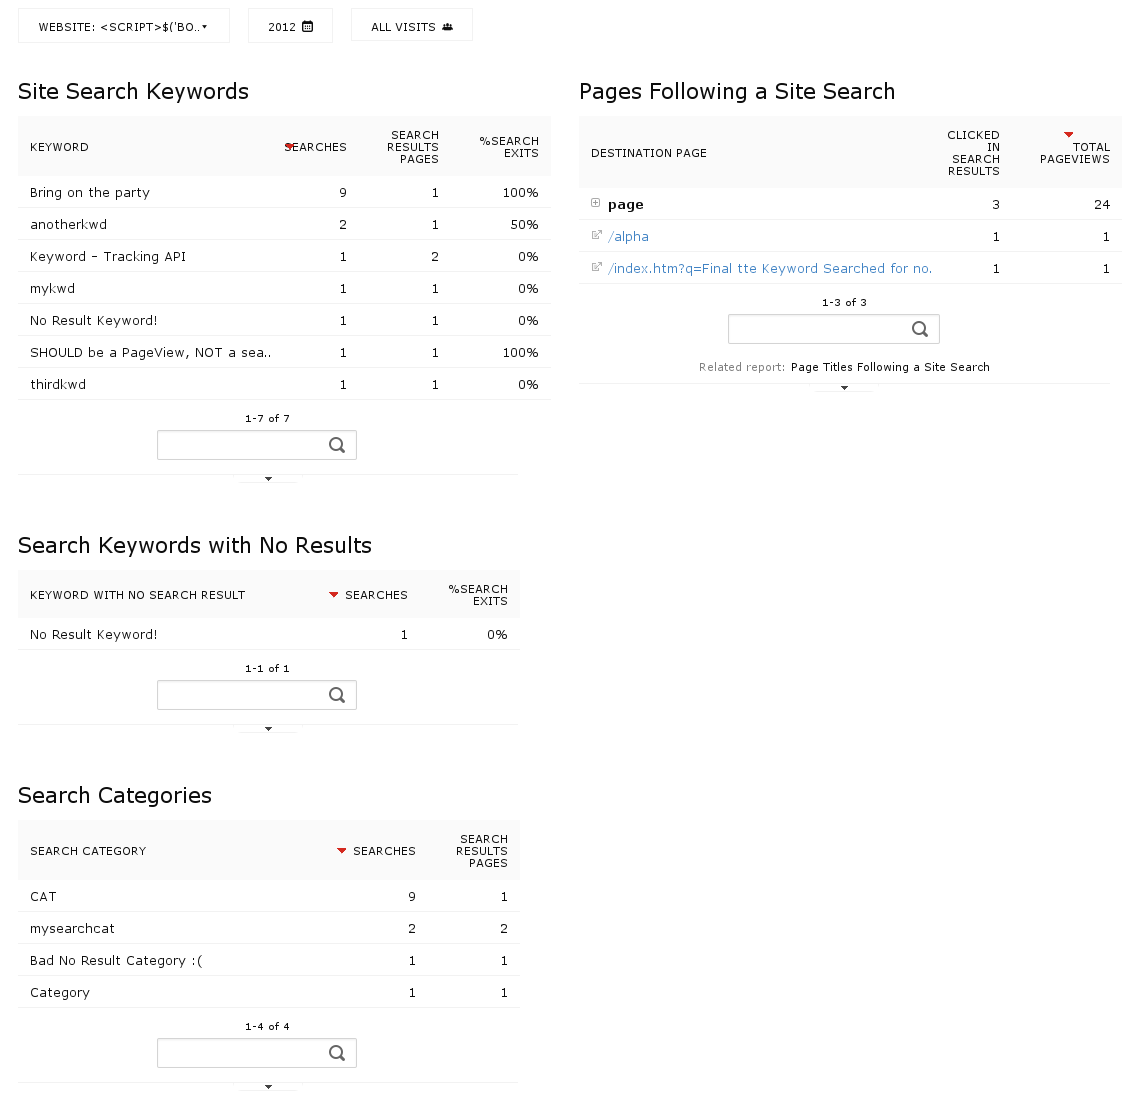 WEBSITE: <SCRIPT>$('BO..
2012
ALL VISITS
Site Search Keywords
KEYWORD SEARCHES SEARCH RESULTS PAGES %SEARCH EXITS
Bring on the party 9 1 100%
anotherkwd 2 1 50%
Keyword - Tracking API 1 2 0%
mykwd 1 1 0%
No Result Keyword! 1 1 0%
SHOULD be a PageView, NOT a sea.. 1 1 100%
thirdkwd 1 1 0%
1-7 of 7
Search Keywords with No Results
KEYWORD WITH NO SEARCH RESULT SEARCHES %SEARCH EXITS
No Result Keyword! 1 0%
1-1 of 1
Search Categories
SEARCH CATEGORY SEARCHES SEARCH RESULTS PAGES
CAT 9 1
mysearchcat 2 2
Bad No Result Category :( 1 1
Category 1 1
1-4 of 4
Pages Following a Site Search
DESTINATION PAGE CLICKED IN SEARCH RESULTS TOTAL PAGEVIEWS
page 3 24
/alpha 1 1
/index.htm?q=Final tte Keyword Searched for no. 1 1
1-3 of 3
Related report: Page Titles Following a Site Search